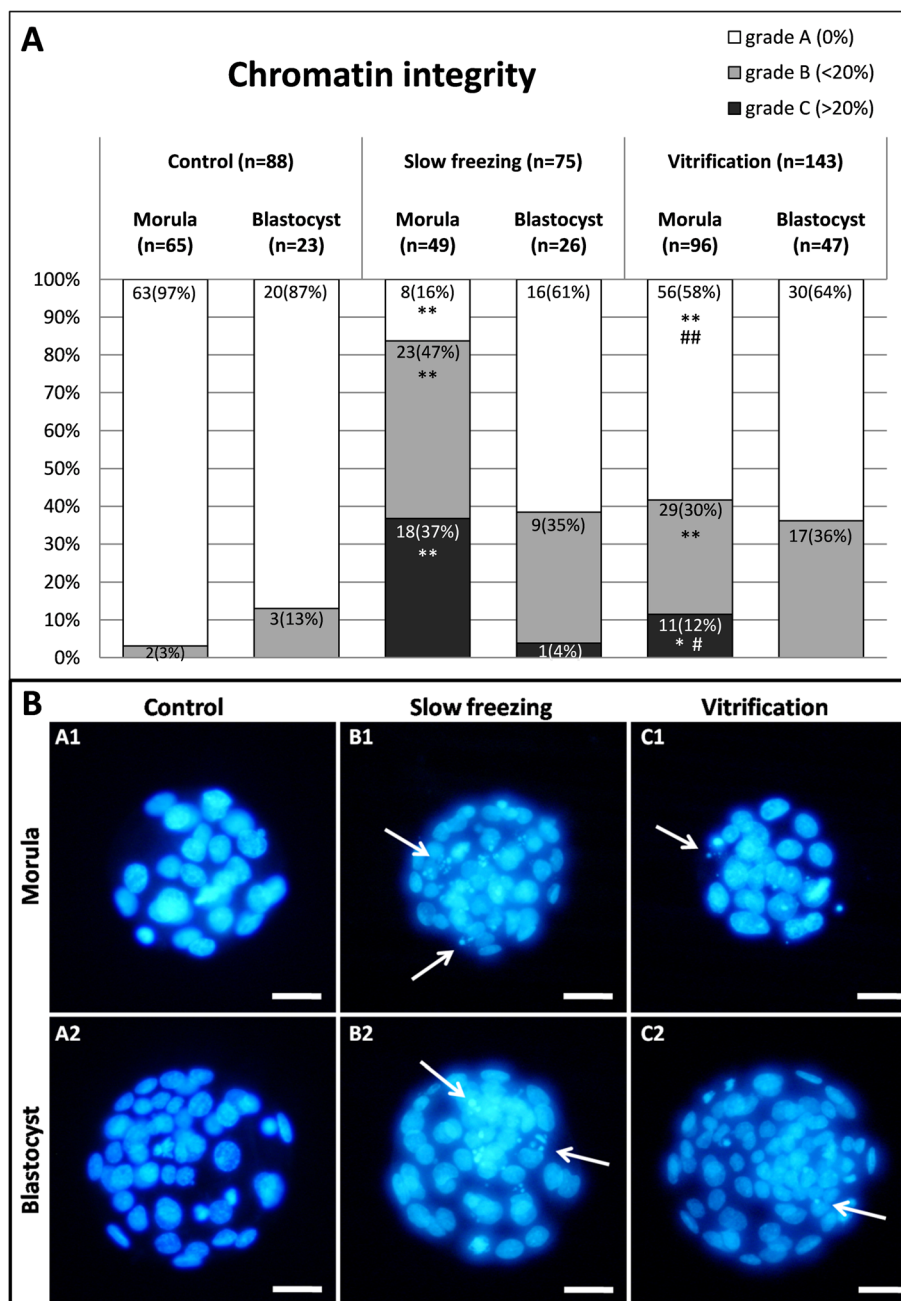 A
Chromatin integrity
grade A (0%)
grade B (<20%)
grade C (>20%)
Control (n=88) Slow freezing (n=75) Vitrification (n=143)
Morula Blastocyst Morula Blastocyst Morula Blastocyst
(n=65) (n=23) (n=49) (n=26) (n=96) (n=47)
100% 63(97%) 20(87%) 8(16%) 16(61%) 56(58%) 30(64%)
** **
90%
##
80% 23(47%)
** 
70%
60%
50%
40% 29(30%)
18(37%) 9(35%) 17(36%)
** **
30%
20%
10% 3(13%) 11(12%)
* #
0% 2(3%) 1(4%)
B
Control Slow freezing Vitrification
Morula
A1 B1 C1
Blastocyst
A2 B2 C2